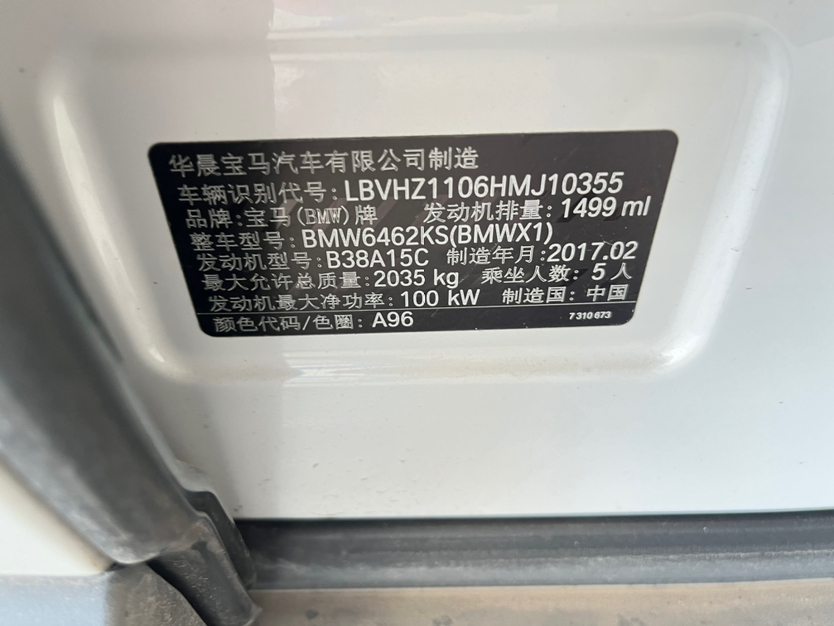 华晨宝马汽车有限公司制造
车辆识别代号: LBVHZ1106HMJ10355
品牌:宝马(BMW)牌 发动机排量: 1499 ml
整车型号: BMW6462KS(BMWX1)
发动机型号: B38A15C 制造年月: 2017.02
最大允许总质量: 2035 kg 乘坐人数: 5 人
发动机最大净功率: 100 kW 制造国: 中国
颜色代码/色圈: A96 7 310 673